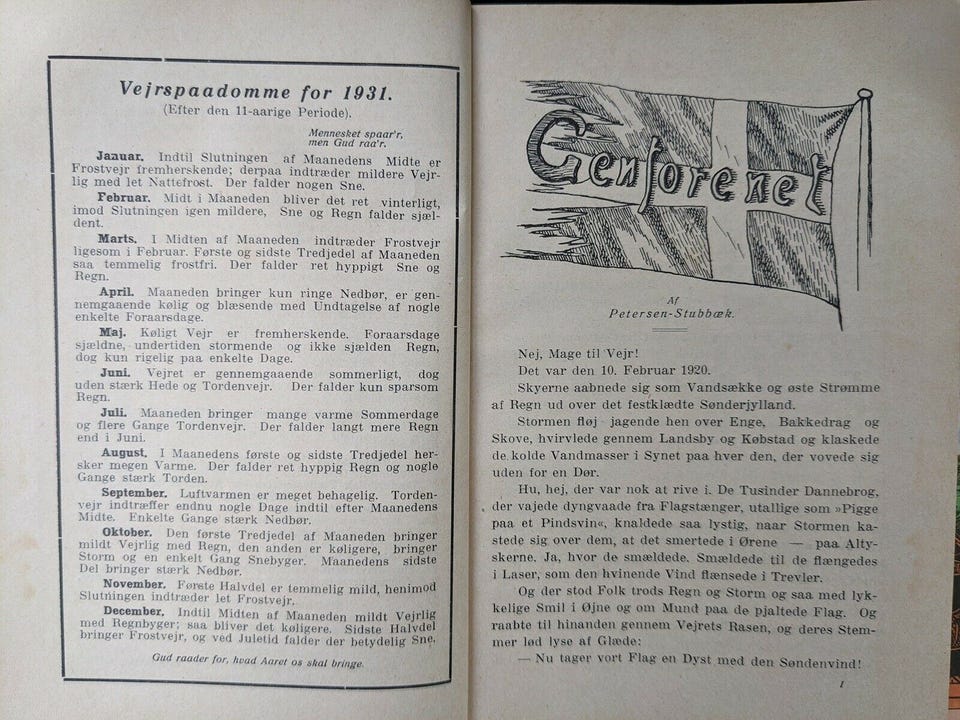 Vejrspaadomme for 1931.
(Efter den 11-aarige Periode).
Mennesket spaar'r,
men Gud raa'r.
Januar. Indtil Slutningen af Maanedens Midte er
Frostvejr fremherskende; derpaa indtræder mildere Vejr-
lig med let Nattefrost. Der falder nogen Sne.
Februar. Midt i Maaneden bliver det ret vinterligt,
imod Slutningen igen mildere, Sne og Regn falder sjæl-
dent.
Marts. I Midten af Maaneden indtræder Frostvejr
ligesom i Februar. Første og sidste Tredjedel af Maaneden
saa temmelig frostfri. Der falder ret hyppigt Sne og
Regn.
April. Maaneden bringer kun ringe Nedbør, er gen-
nemgaaende kølig og blæsende med Undtagelse af nogle
enkelte Foraarsdage.
Maj. Køligt Vejr er fremherskende. Foraarsdage
sjældne, undertiden stormende og ikke sjælden Regn,
dog kun rigelig paa enkelte Dage.
Juni. Vejret er gennemgaaende sommerligt, dog
uden stærk Hede og Tordenvejr. Der falder kun sparsom
Regn.
Juli. Maaneden bringer mange varme Sommerdage
og flere Gange Tordenvejr. Der falder langt mere Regn
end i Juni.
August. I Maanedens første og sidste Tredjedel her-
sker megen Varme. Der falder ret hyppig Regn og nogle
Gange stærk Torden.
September. Luftvarmen er meget behagelig. Torden-
vejr indtræffer endnu nogle Dage indtil efter Maanedens
Midte. Enkelte Gange stærk Nedbør.
Oktober. Den første Tredjedel af Maaneden bringer
mildt Vejrlig med Regn, den anden er køligere, bringer
Storm og en enkelt Gang Snebyger. Maanedens sidste
Del bringer stærk Nedbør.
November. Første Halvdel er temmelig mild, henimod
Slutningen indtræder let Frostvejr.
December. Indtil Midten af Maaneden mildt Vejrlig
med Regnbyger; saa bliver det køligere. Sidste Halvdel
bringer Frostvejr, og ved Juletid falder der betydelig Sne.
Gud raader for, hvad Aaret os skal bringe.
Genforenet
Af
Petersen-Stubbæk.
Nej, Mage til Vejr!
Det var den 10. Februar 1920.
Skyerne aabnede sig som Vandsække og øste Strømme
af Regn ud over det festklædte Sønderjylland.
Stormen fløj jagende hen over Enge, Bakkedrag og
Skove, hvirvlede gennem Landsby og Købstad og klaskede
de kolde Vandmasser i Synet paa hver den, der vovede sig
uden for en Dør.
Hu, hej, der var nok at rive i. De Tusinder Dannebrog,
der vajede dyngvaade fra Flagstænger, utallige som »Pigge
paa et Pindsvin«, knaldede saa lystig, naar Stormen ka-
stede sig over dem, at det smertede i Ørene — paa Alty-
skerne. Ja, hvor de smældede. Smældede til de flængedes
i Laser, som den hvinende Vind flænsede i Trevler.
Og der stod Folk trods Regn og Storm og saa med lyk-
kelige Smil i Øjne og om Mund paa de pjaltede Flag. Og
raabte til hinanden gennem Vejrets Rasen, og deres Stem-
mer lød lyse af Glæde:
— Nu tager vort Flag en Dyst med den Søndenvind!
1